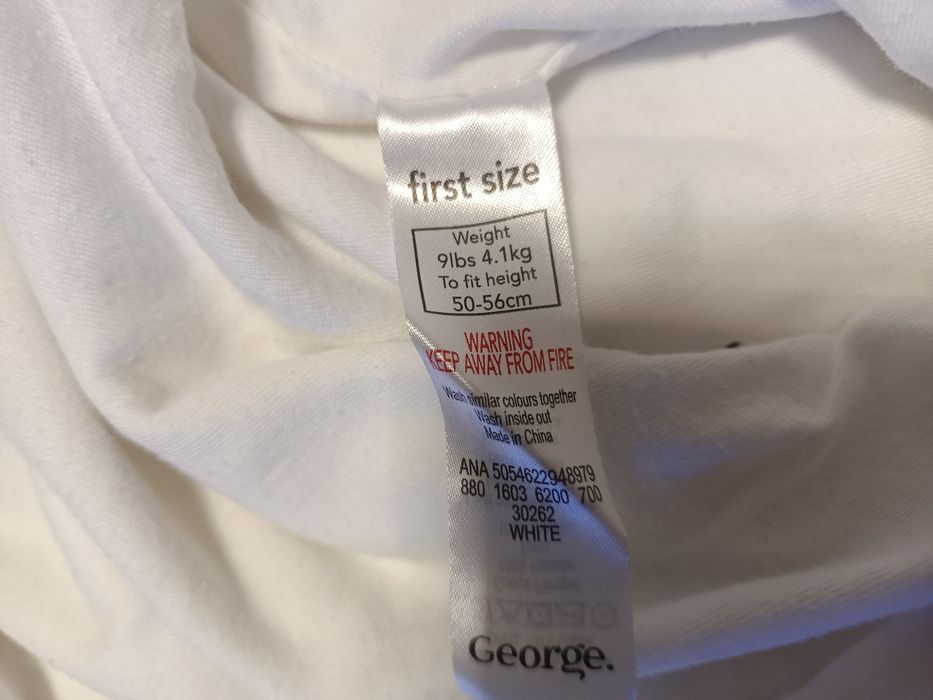 first size
Weight
9lbs 4.1kg
To fit height
50-56cm
WARNING
KEEP AWAY FROM FIRE
Wash similar colours together
Wash inside out
Made in China
ANA 5054622948979
880 1603 6200 700
30262
WHITE
George.